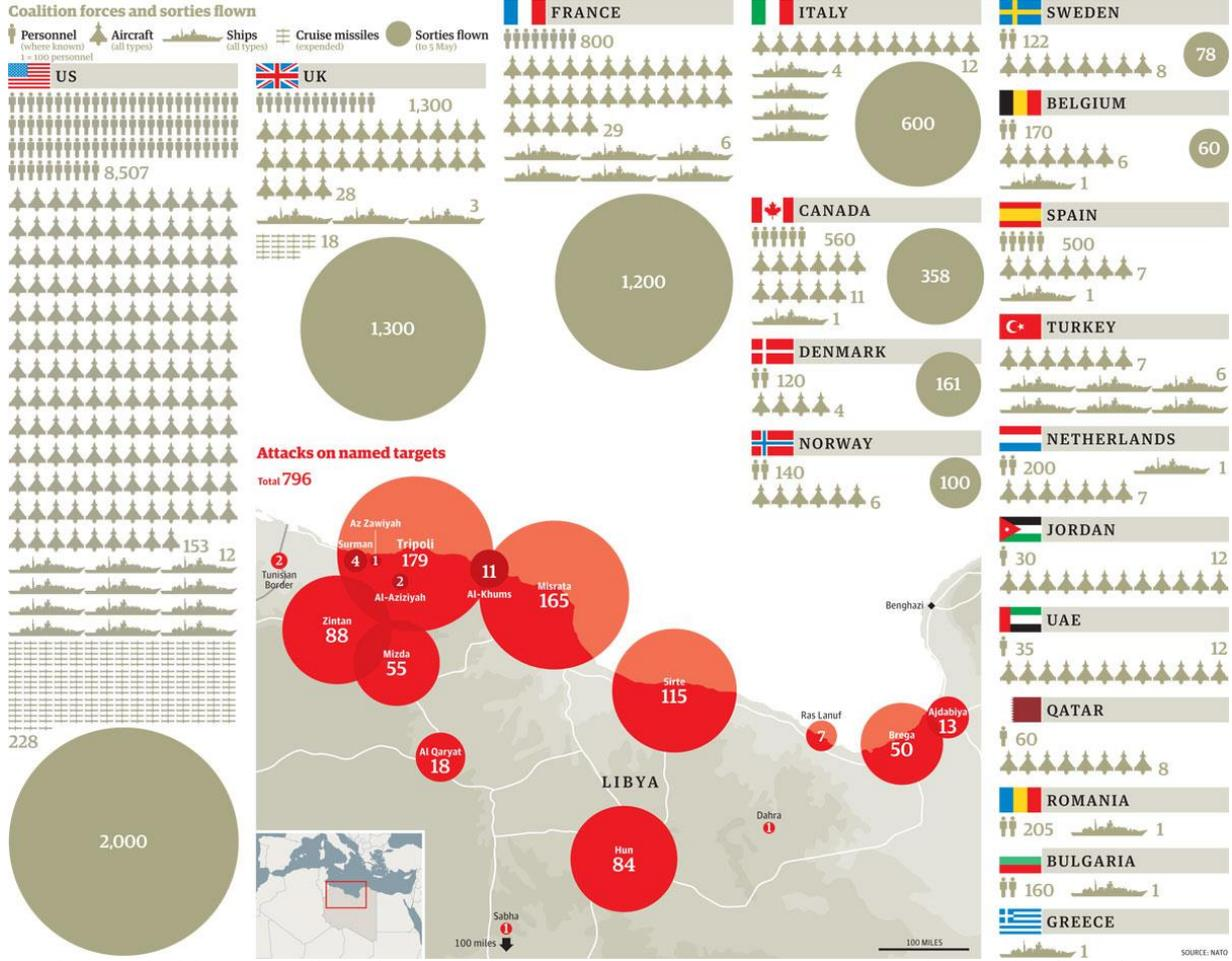 Coalition forces and sorties flown
Personnel
(where known)
1 = 100 personnel
Aircraft
(all types)
Ships
(all types)
Cruise missiles
(expended)
Sorties flown
(to 5 May)
US
8,507
153
12
228
2,000
UK
1,300
28
3
18
1,300
FRANCE
800
29
6
1,200
ITALY
12
4
600
CANADA
560
11
1
358
DENMARK
120
4
161
NORWAY
140
6
100
SWEDEN
122
8
78
BELGIUM
170
6
1
60
SPAIN
500
7
1
TURKEY
7
6
NETHERLANDS
200
1
7
JORDAN
30
12
UAE
35
12
QATAR
60
8
ROMANIA
205
1
BULGARIA
160
1
GREECE
1
Attacks on named targets
Total 796
2
Tunisian
Border
Az Zawiyah
1
Surman
4
Tripoli
179
2
Al-Aziziyah
11
Al-Khums
Misrata
165
Zintan
88
Mizda
55
Sirte
115
Benghazi
Ras Lanuf
7
Brega
50
Ajdabiya
13
Al Qaryat
18
LIBYA
Dahra
1
Hun
84
Sabha
1
100 miles
100 MILES
SOURCE: NATO